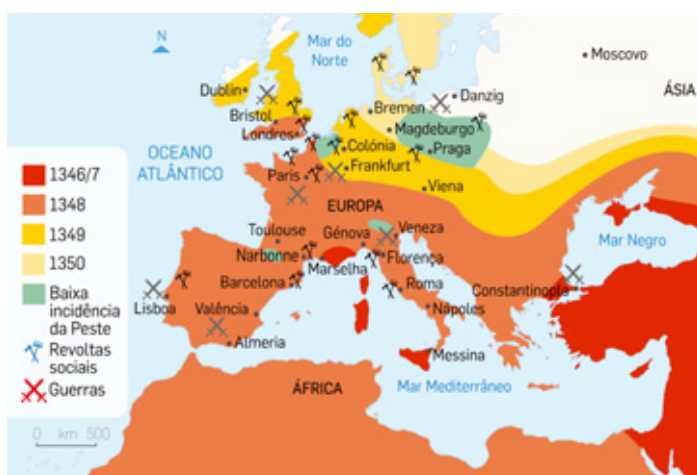 N
Mar do
Norte
Moscovo
ÁSIA
Dublin
Danzig
Bremen
Bristol
Magdeburgo
Londres
Colónia
Praga
OCEANO
ATLÂNTICO
Frankfurt
Paris
Viena
EUROPA
Toulouse
Génova
Veneza
Mar Negro
Narbonne
Florença
Marselha
Barcelona
Roma
Constantinopla
Lisboa
Valência
Nápoles
Almeria
Messina
ÁFRICA
Mar Mediterrâneo
1346/7
1348
1349
1350
Baixa
incidência
da Peste
Revoltas
sociais
Guerras
0 km 500